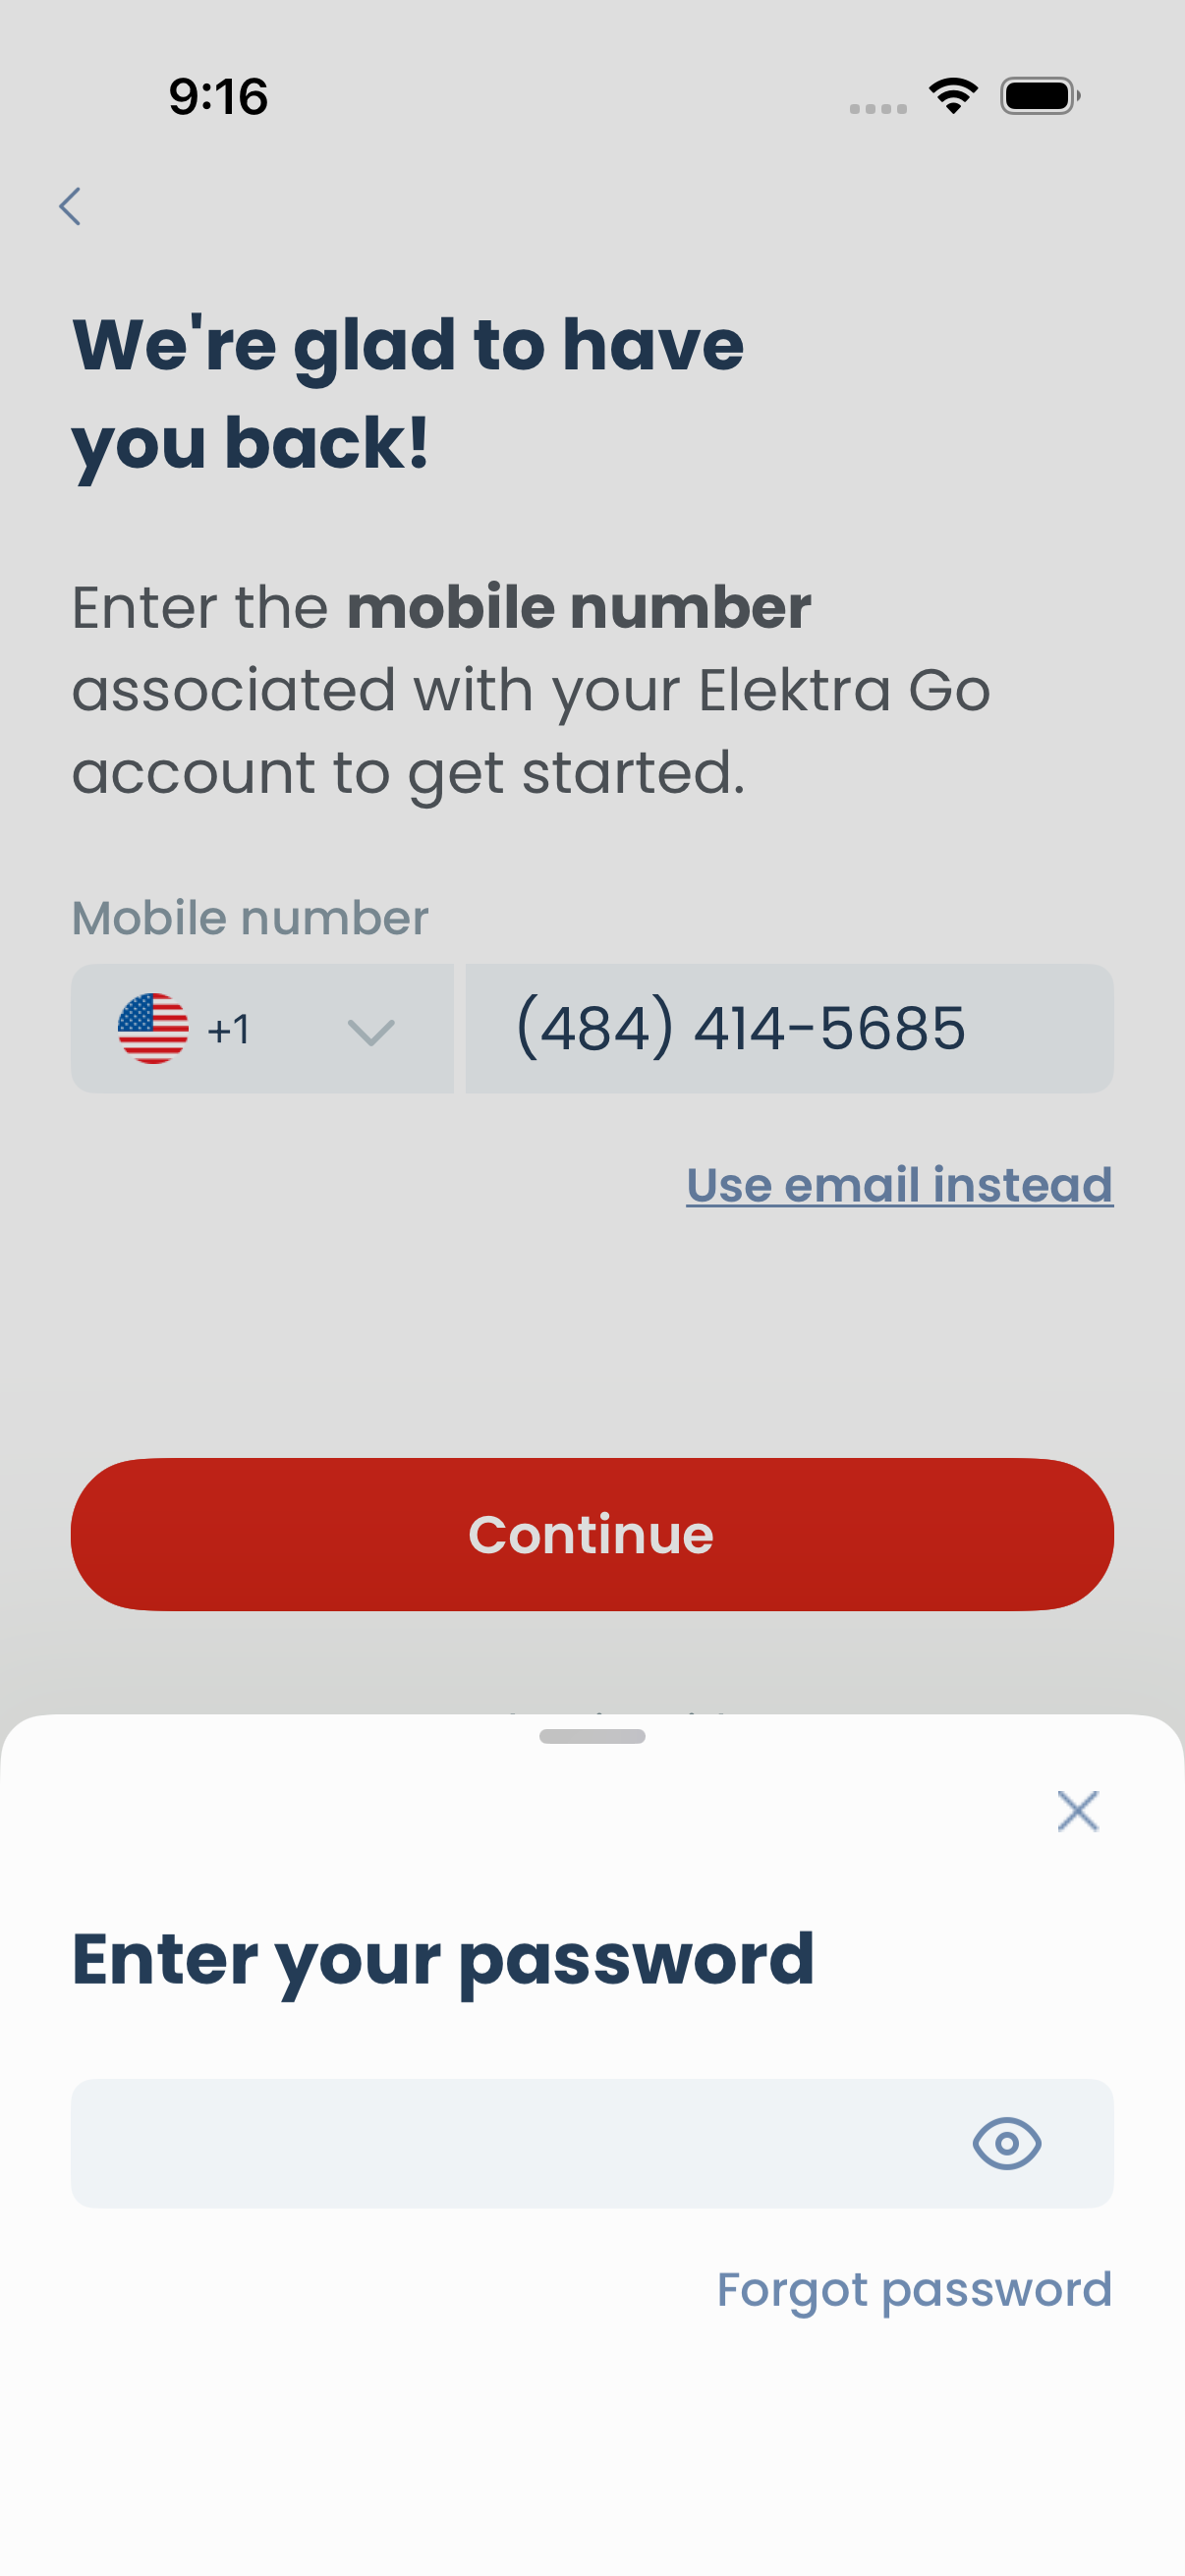 9:16
We're glad to have
you back!
Enter the mobile number
associated with your Elektra Go
account to get started.
Mobile number
+1
(484) 414-5685
Use email instead
Continue
Enter your password
Forgot password